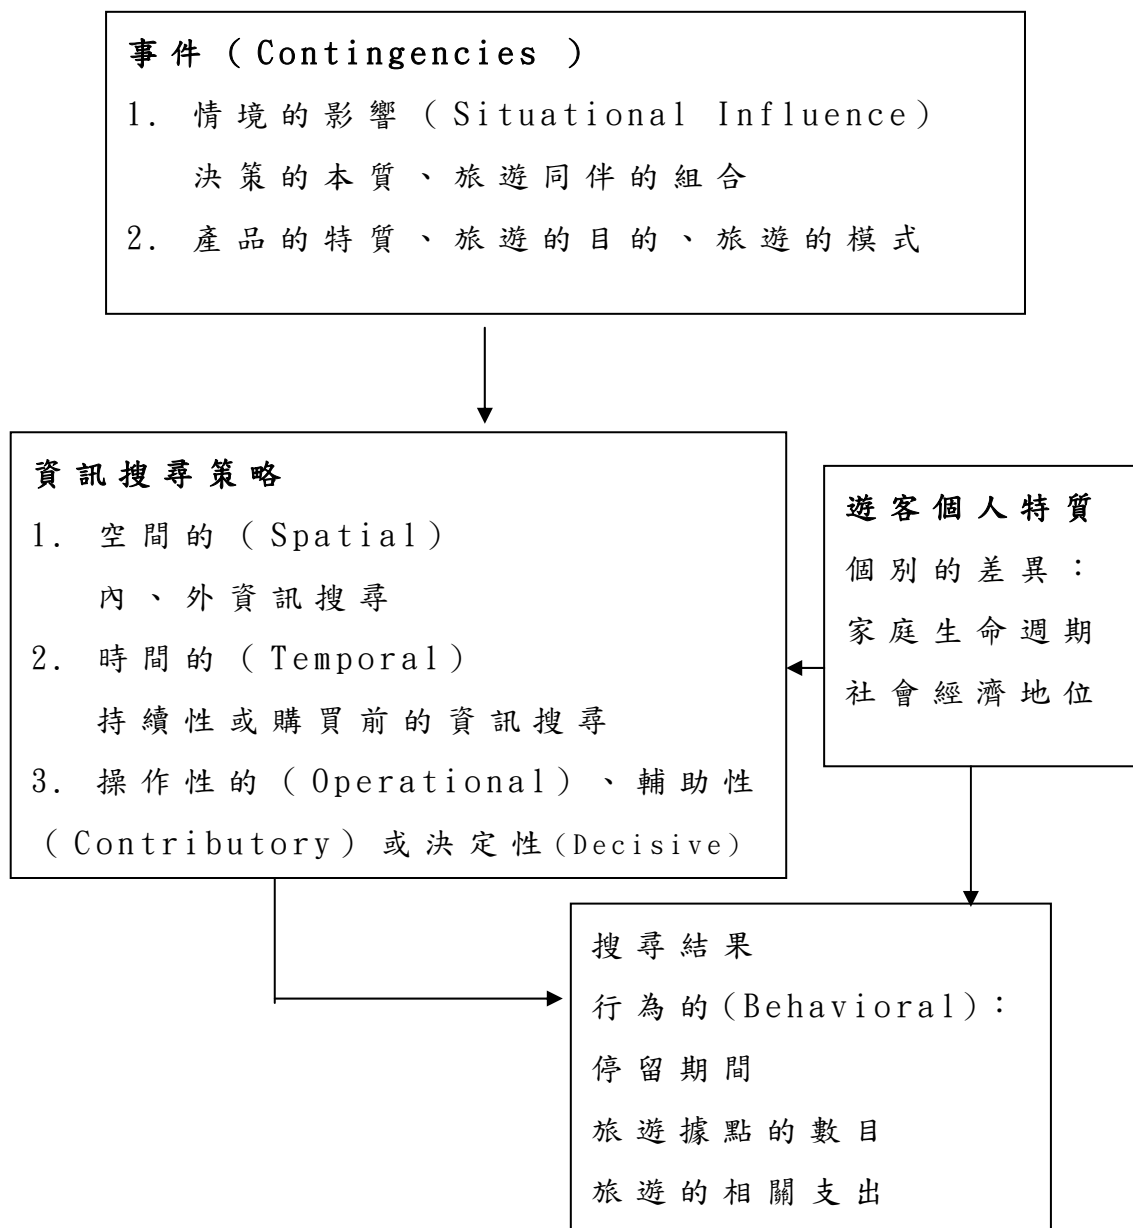 事件（Contingencies ）
1. 情境的影響（Situational Influence）
決策的本質、旅遊同伴的組合
2. 產品的特質、旅遊的目的、旅遊的模式
資訊搜尋策略
1. 空間的（Spatial）
內、外資訊搜尋
2. 時間的（Temporal）
持續性或購買前的資訊搜尋
3. 操作性的（Operational）、輔助性
（Contributory）或決定性(Decisive)
遊客個人特質
個別的差異：
家庭生命週期
社會經濟地位
搜尋結果
行為的(Behavioral)：
停留期間
旅遊據點的數目
旅遊的相關支出